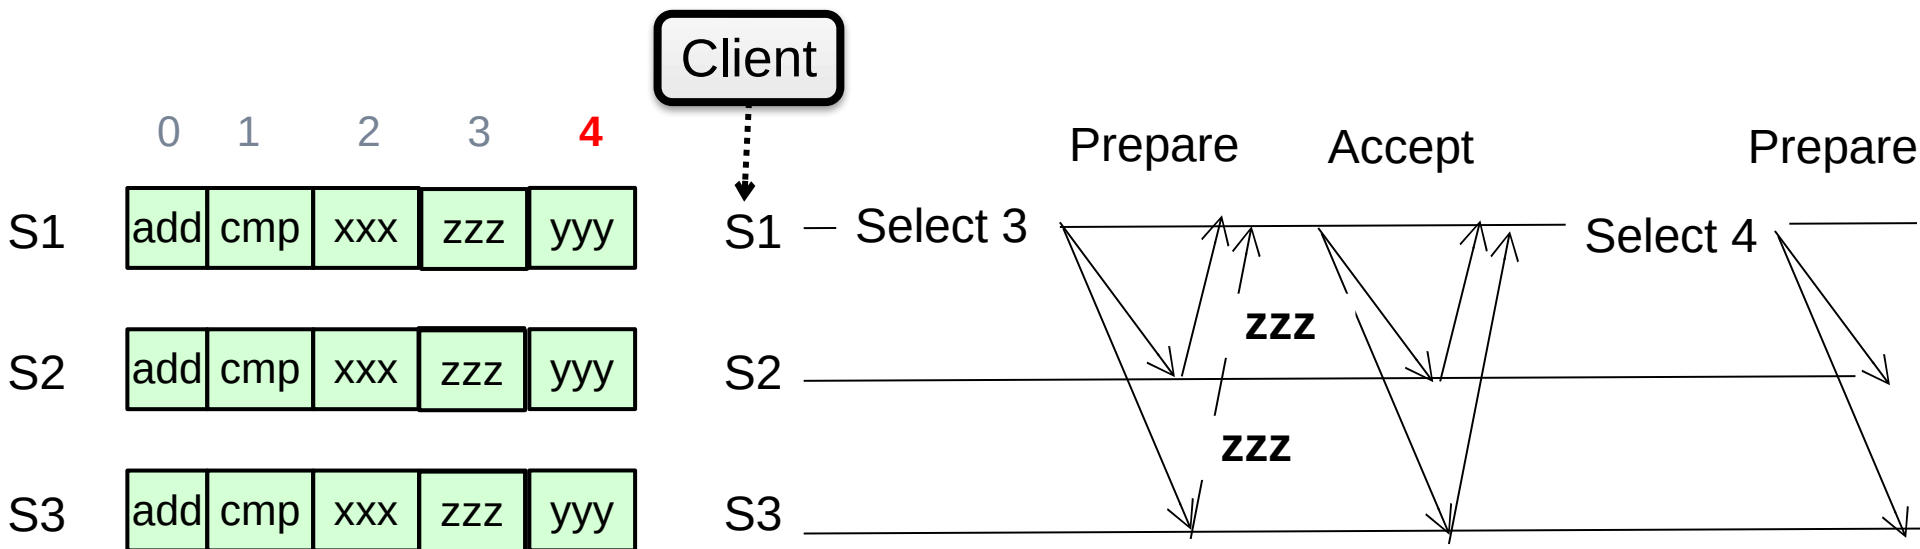 Client
0 1 2 3 4
Prepare Accept Prepare
S1 add cmp xxx zzz yyy
S1 Select 3 Select 4
zzz
S2 add cmp xxx zzz yyy
S2
zzz
S3 add cmp xxx zzz yyy
S3